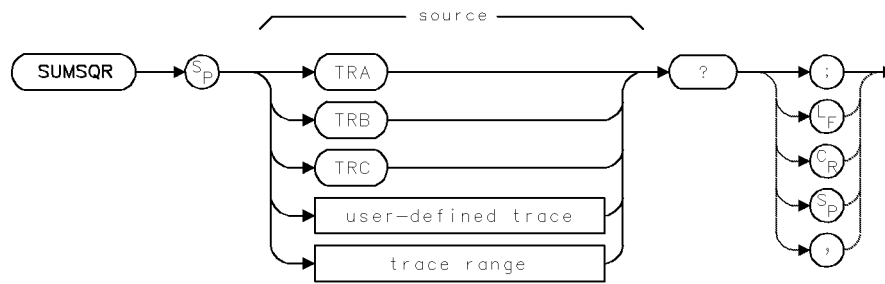 source
SUMSQR SP TRA ? ;
TRB LF
TRC CR
user-defined trace SP
trace range ,